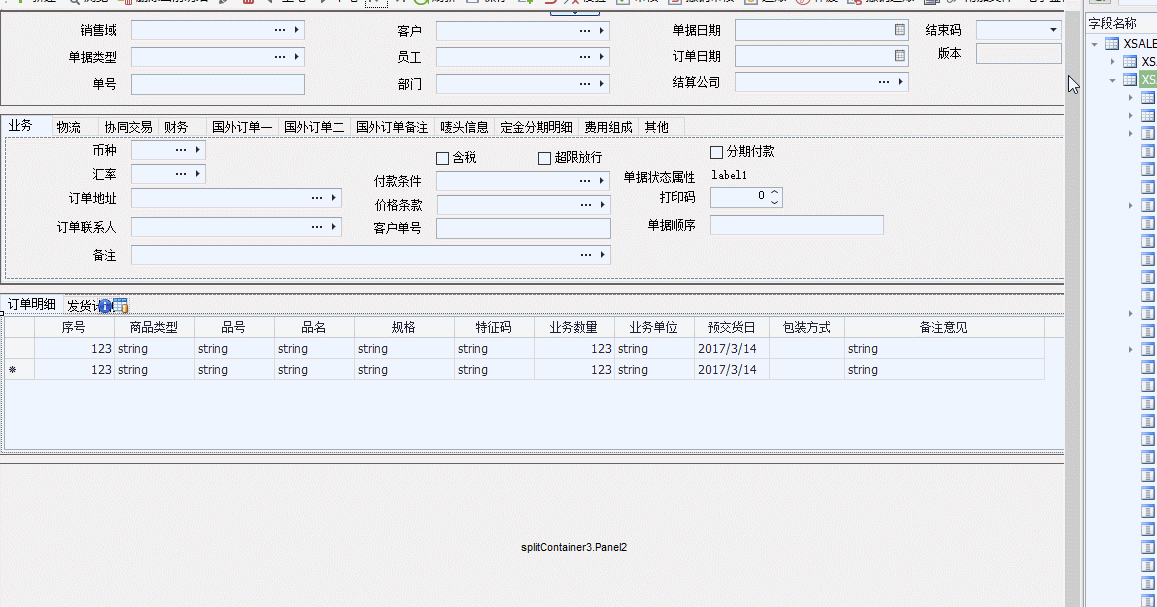 销售域 客户 单据日期 结束码
单据类型 员工 订单日期 版本
单号 部门 结算公司
字段名称
XSALE
XS
XS
业务 物流 协同交易 财务 国外订单一 国外订单二 国外订单备注 唛头信息 定金分期明细 费用组成 其他
币种 含税 超限放行 分期付款
汇率 付款条件 单据状态属性 label1
订单地址 价格条款 打印码 0
订单联系人 客户单号 单据顺序
备注
订单明细 发货
序号 商品类型 品号 品名 规格 特征码 业务数量 业务单位 预交货日 包装方式 备注意见
123 string string string string string 123 string 2017/3/14 string
* 123 string string string string string 123 string 2017/3/14 string
splitContainer3.Panel2